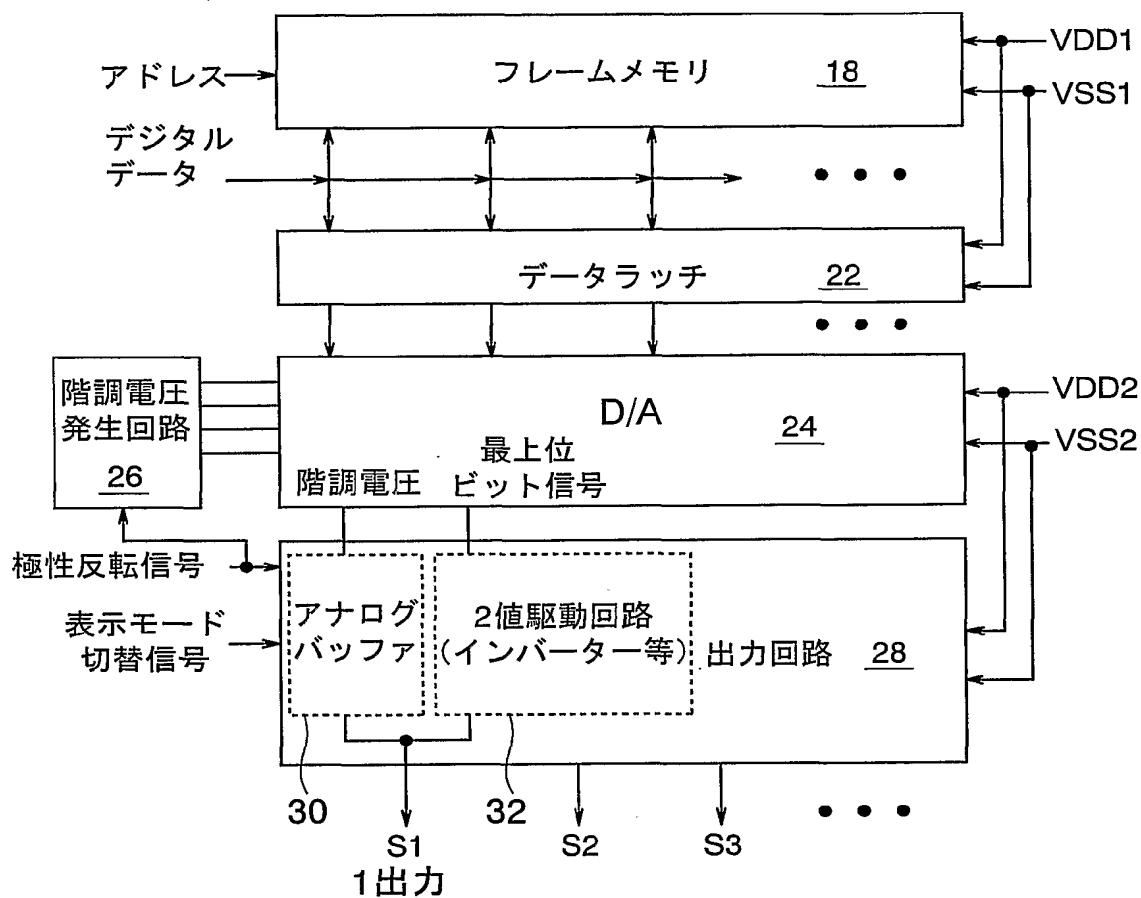 フレームメモリ 18
VDD1
アドレス
VSS1
デジタル
データ
データラッチ 22
階調電圧
発生回路
26
D/A
24
VDD2
VSS2
階調電圧
最上位
ビット信号
極性反転信号
表示モード
切替信号
アナログ
バッファ
2値駆動回路
(インバーター等)
出力回路 28
30
32
S1
S2
S3
1出力